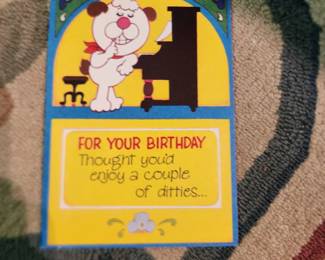 FOR YOUR BIRTHDAY
Thought you'd
enjoy a couple
of ditties...